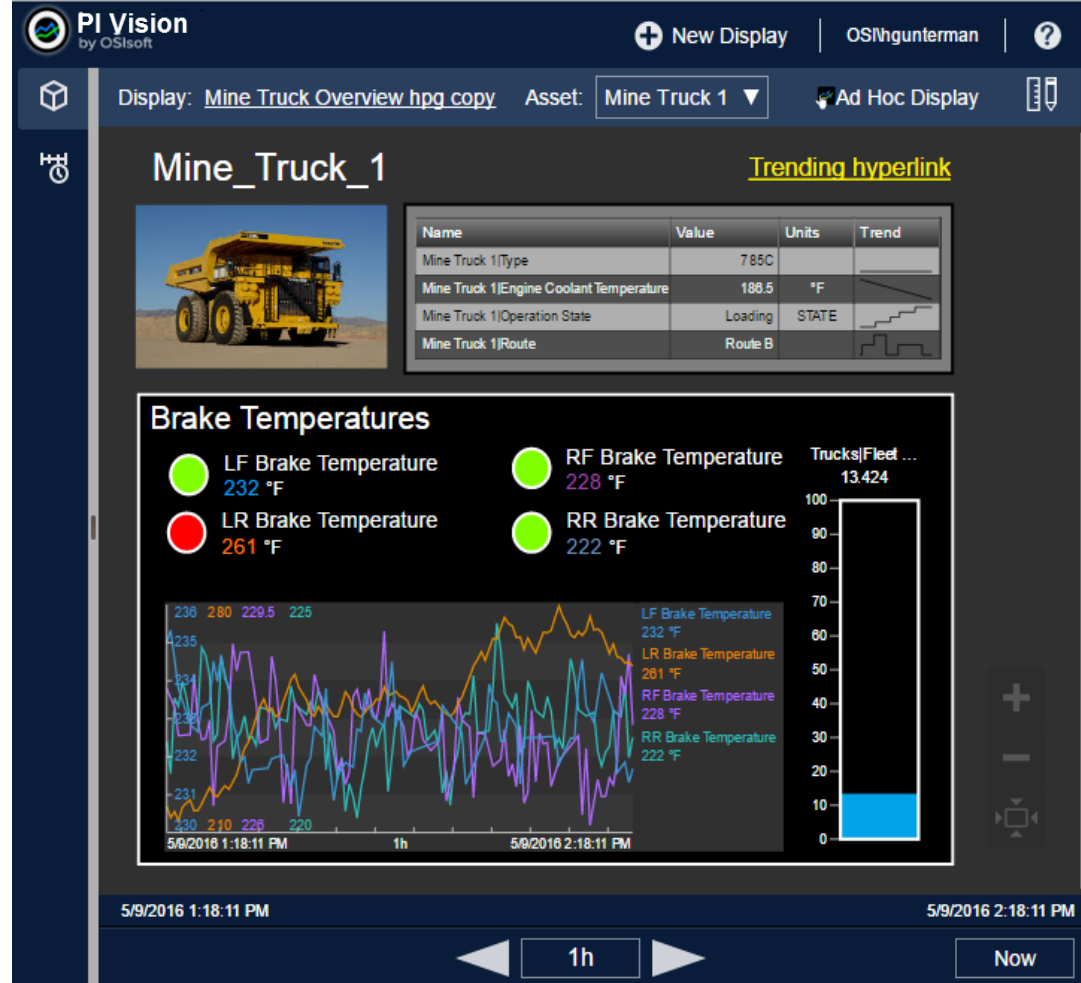 PI Vision
by OSIsoft
New Display
OSI\hgunterman
?
Display: Mine Truck Overview hpg copy Asset: Mine Truck 1 ▼ Ad Hoc Display
Mine_Truck_1
Trending hyperlink
Name Value Units Trend
Mine Truck 1|Type 785C
Mine Truck 1|Engine Coolant Temperature 186.5 °F
Mine Truck 1|Operation State Loading STATE
Mine Truck 1|Route Route B
Brake Temperatures
LF Brake Temperature
232 °F
RF Brake Temperature
228 °F
LR Brake Temperature
261 °F
RR Brake Temperature
222 °F
Trucks|Fleet ...
13.424
100
90
80
70
60
50
40
30
20
10
0
236 280 229.5 225
235
234
233
232
231
230 210 226 220
5/9/2016 1:18:11 PM 1h 5/9/2016 2:18:11 PM
LF Brake Temperature
232 °F
LR Brake Temperature
261 °F
RF Brake Temperature
228 °F
RR Brake Temperature
222 °F
5/9/2016 1:18:11 PM 5/9/2016 2:18:11 PM
1h
Now